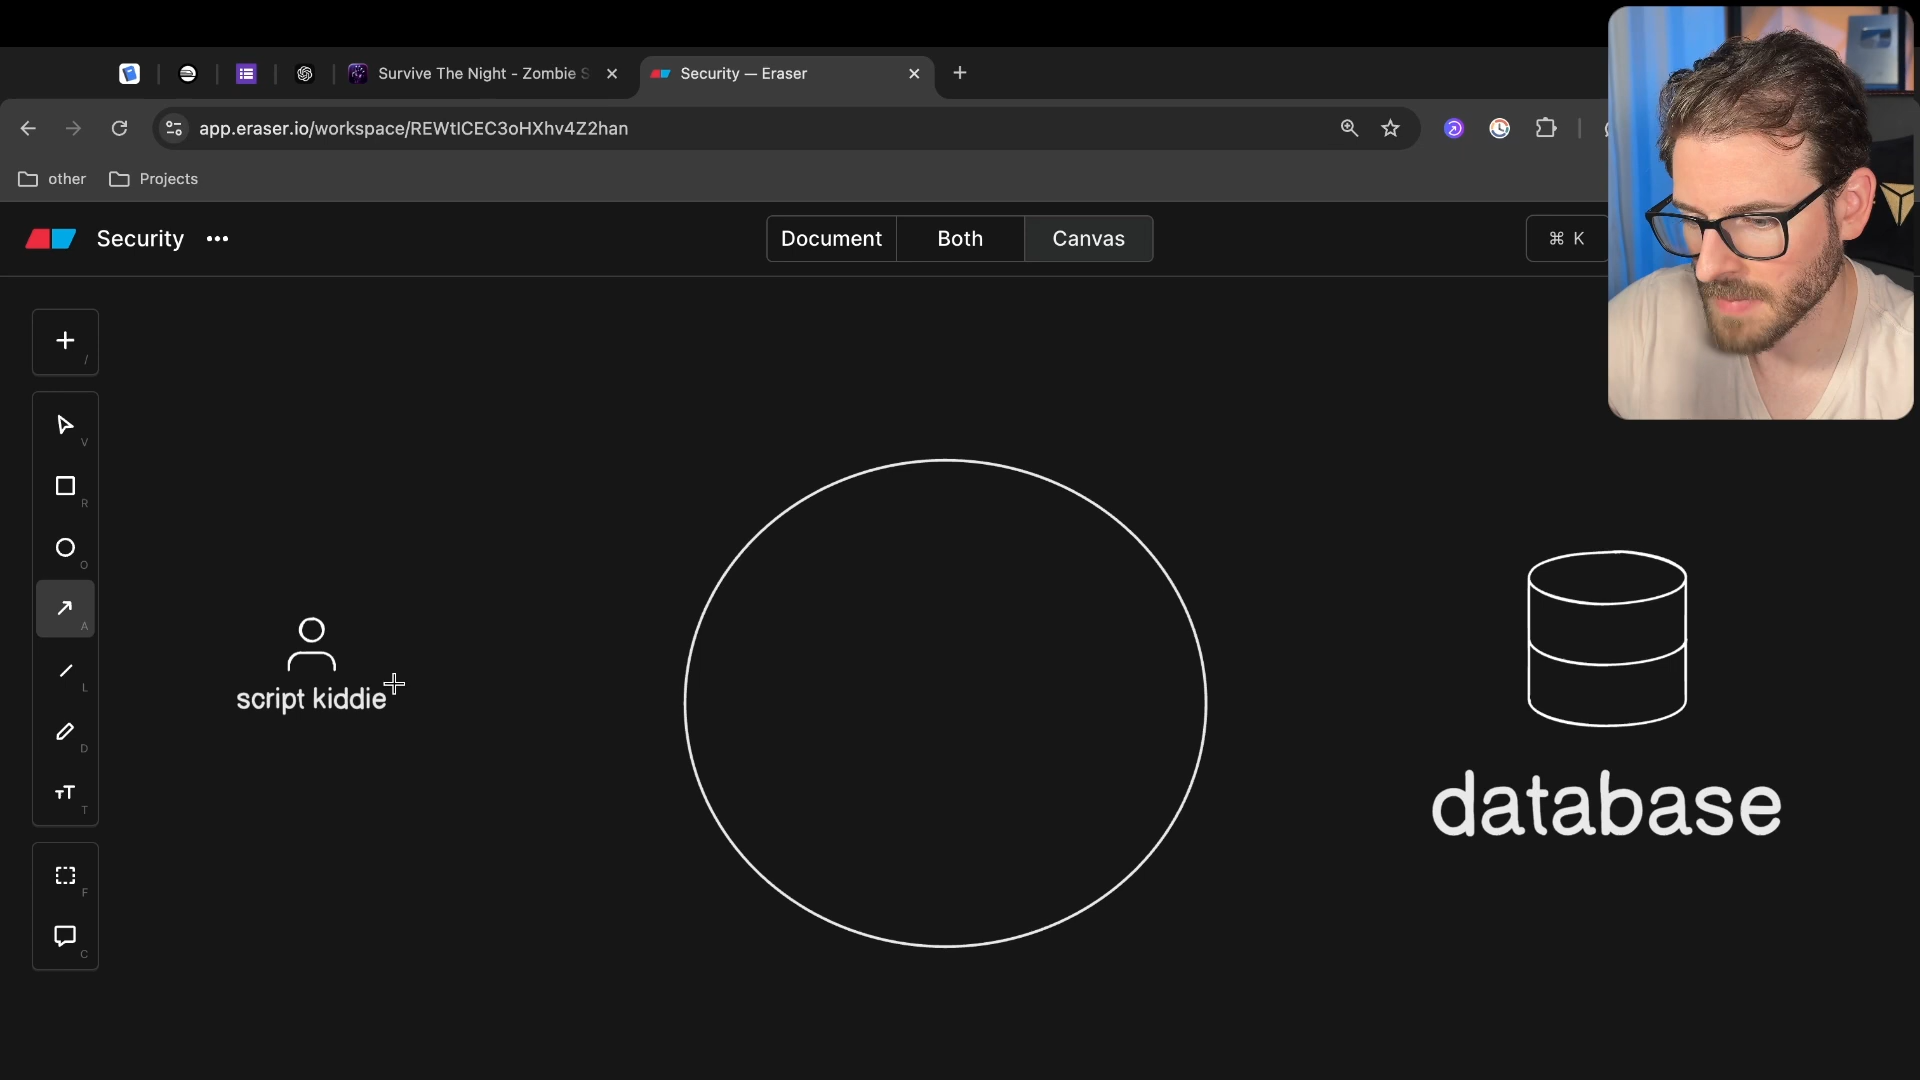 Survive The Night - Zombie S
Security — Eraser
app.eraser.io/workspace/REWtlCEC3oHXhv4Z2han
other
Projects
Security
Document
Both
Canvas
⌘ K
/
V
R
O
A
L
D
T
F
C
script kiddie
database